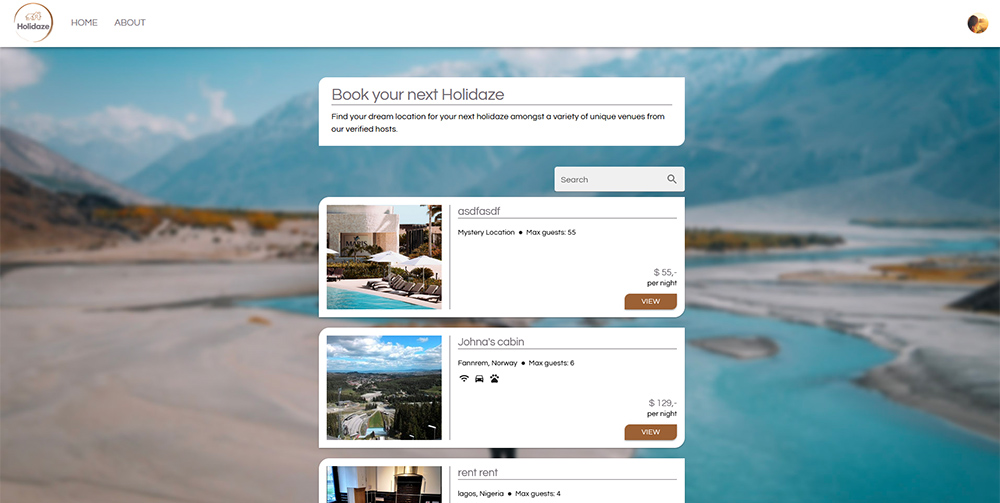 Holidaze
HOME
ABOUT
Book your next Holidaze
Find your dream location for your next holidaze amongst a variety of unique venues from
our verified hosts.
Search
asdfasdf
MARIS
Mystery Location ● Max guests: 55
$ 55,-
per night
VIEW
Johna's cabin
Fannrem, Norway ● Max guests: 6
$ 129,-
per night
VIEW
rent rent
lagos, Nigeria ● Max guests: 4